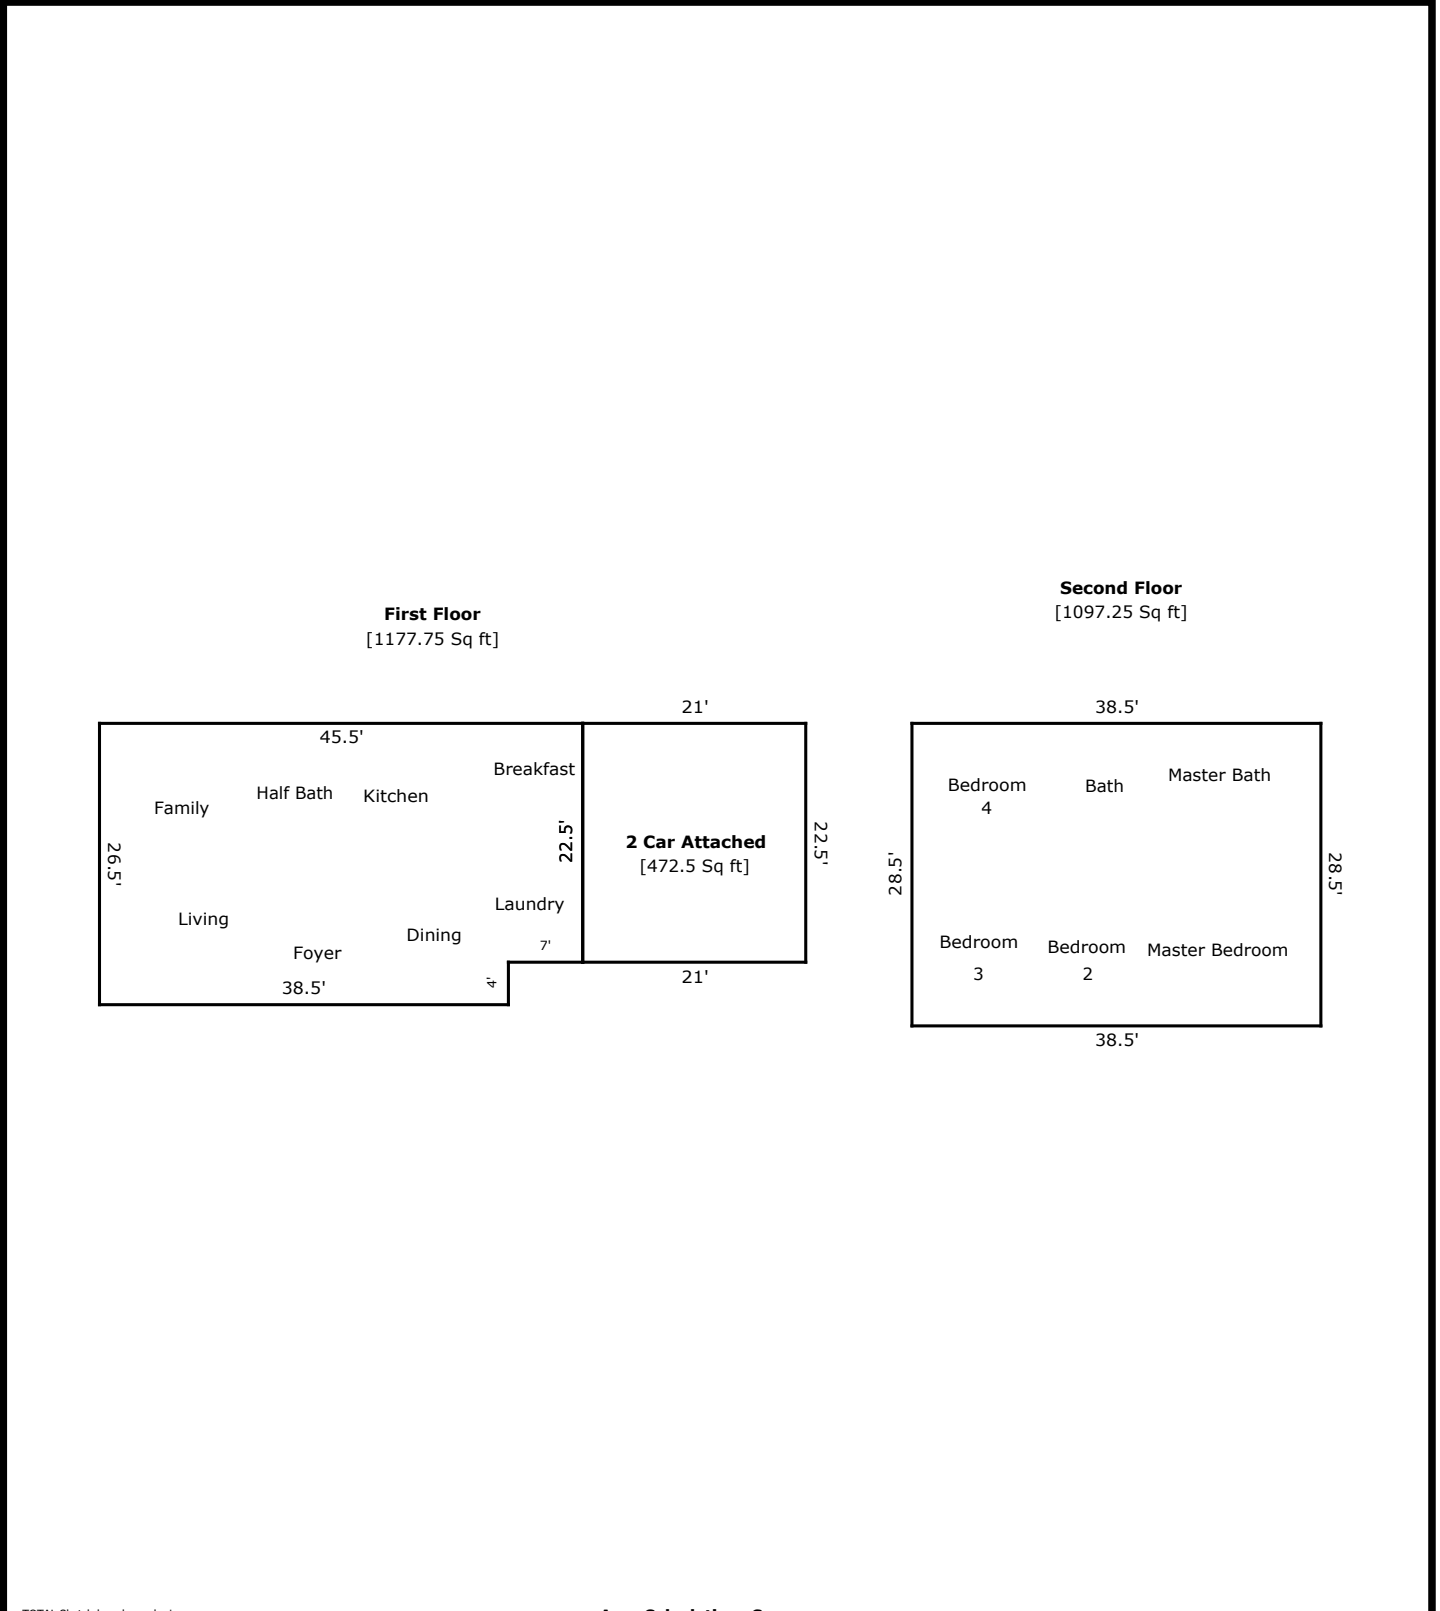 Second Floor
[1097.25 Sq ft]
First Floor
[1177.75 Sq ft]
21'
38.5'
45.5'
Breakfast
Family
Half Bath
Kitchen
26.5'
22.5'
2 Car Attached
[472.5 Sq ft]
22.5'
Living
Foyer
Dining
Laundry
7'
4'
38.5'
21'
Bedroom
4
Bath
Master Bath
28.5'
28.5'
Bedroom
3
Bedroom
2
Master Bedroom
38.5'